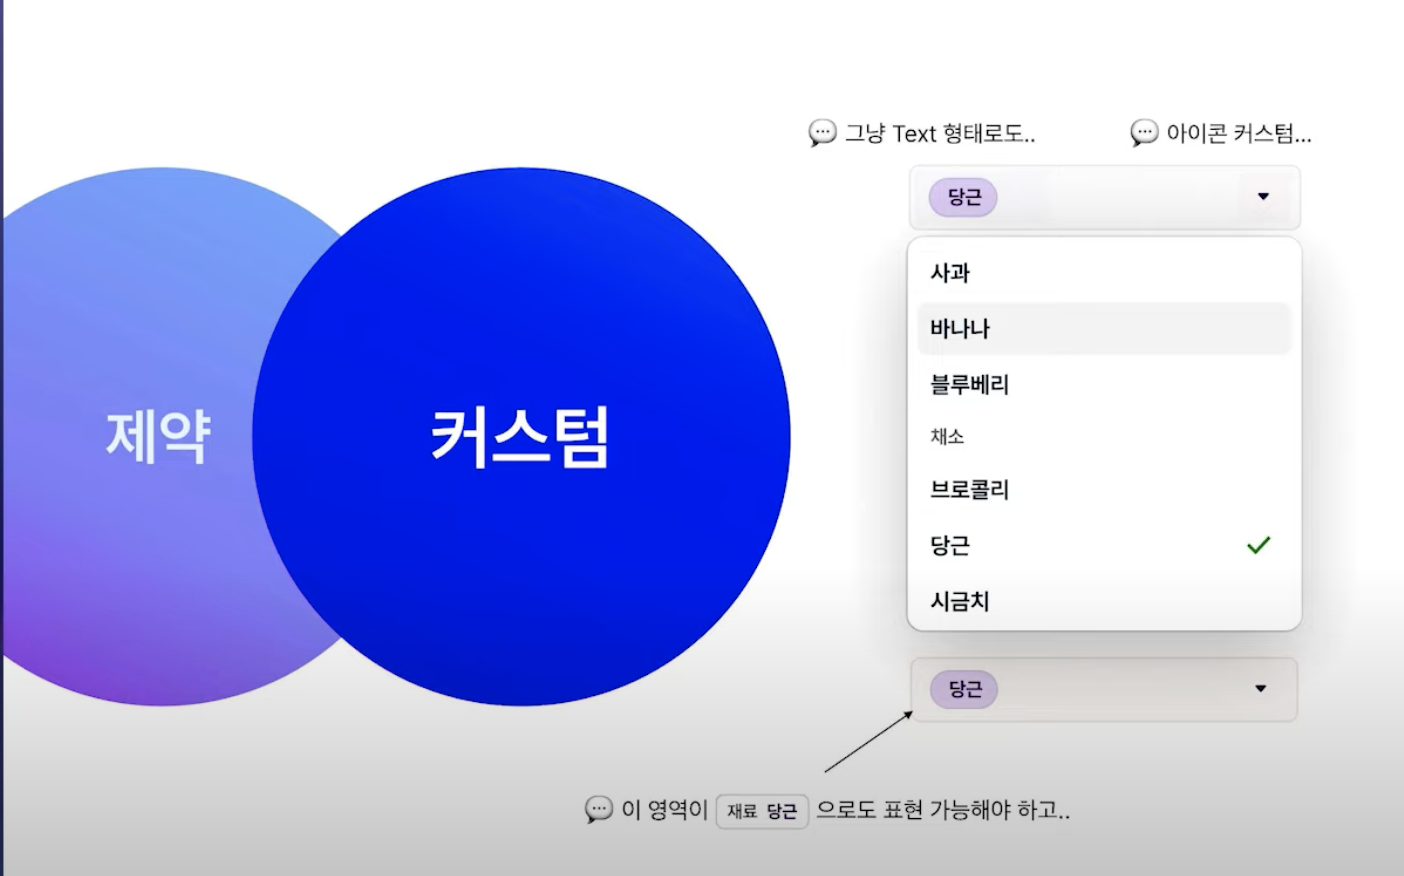 그냥 Text 형태로도..
아이콘 커스텀...
당근
사과
바나나
블루베리
채소
브로콜리
당근
시금치
제약
커스텀
당근
이 영역이 재료 당근 으로도 표현 가능해야 하고..